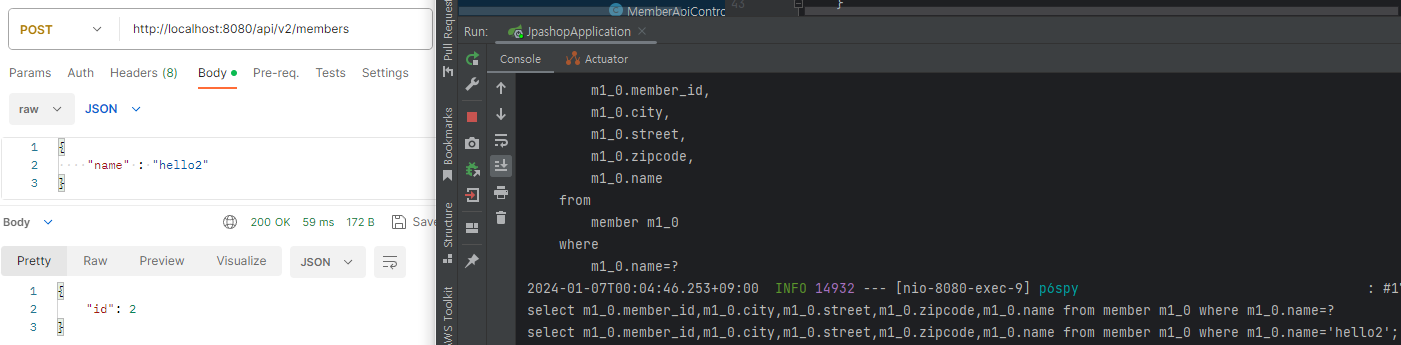 POST
http://localhost:8080/api/v2/members
Params Auth Headers (8) Body Pre-req. Tests Settings
raw JSON
1 {
2 "name" : "hello2"
3 }
Body 200 OK 59 ms 172 B Save
Pretty Raw Preview Visualize JSON
1 {
2 "id": 2
3 }
Pull Request
Bookmarks
Structure
AWS Toolkit
MemberApiContro
43 }
Run: JpashopApplication
Console Actuator
m1_0.member_id,
m1_0.city,
m1_0.street,
m1_0.zipcode,
m1_0.name
from
member m1_0
where
m1_0.name=?
2024-01-07T00:04:46.253+09:00 INFO 14932 --- [nio-8080-exec-9] p6spy : #1
select m1_0.member_id,m1_0.city,m1_0.street,m1_0.zipcode,m1_0.name from member m1_0 where m1_0.name=?
select m1_0.member_id,m1_0.city,m1_0.street,m1_0.zipcode,m1_0.name from member m1_0 where m1_0.name='hello2';